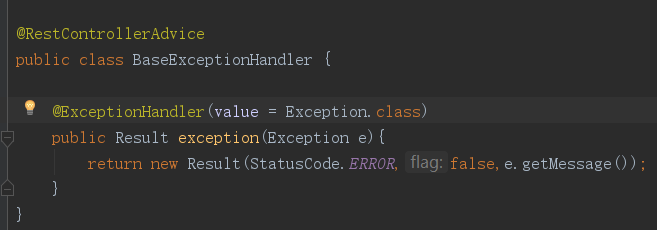 @RestControllerAdvice
public class BaseExceptionHandler {
@ExceptionHandler(value = Exception.class)
public Result exception(Exception e){
return new Result(StatusCode.ERROR, flag: false,e.getMessage());
}
}